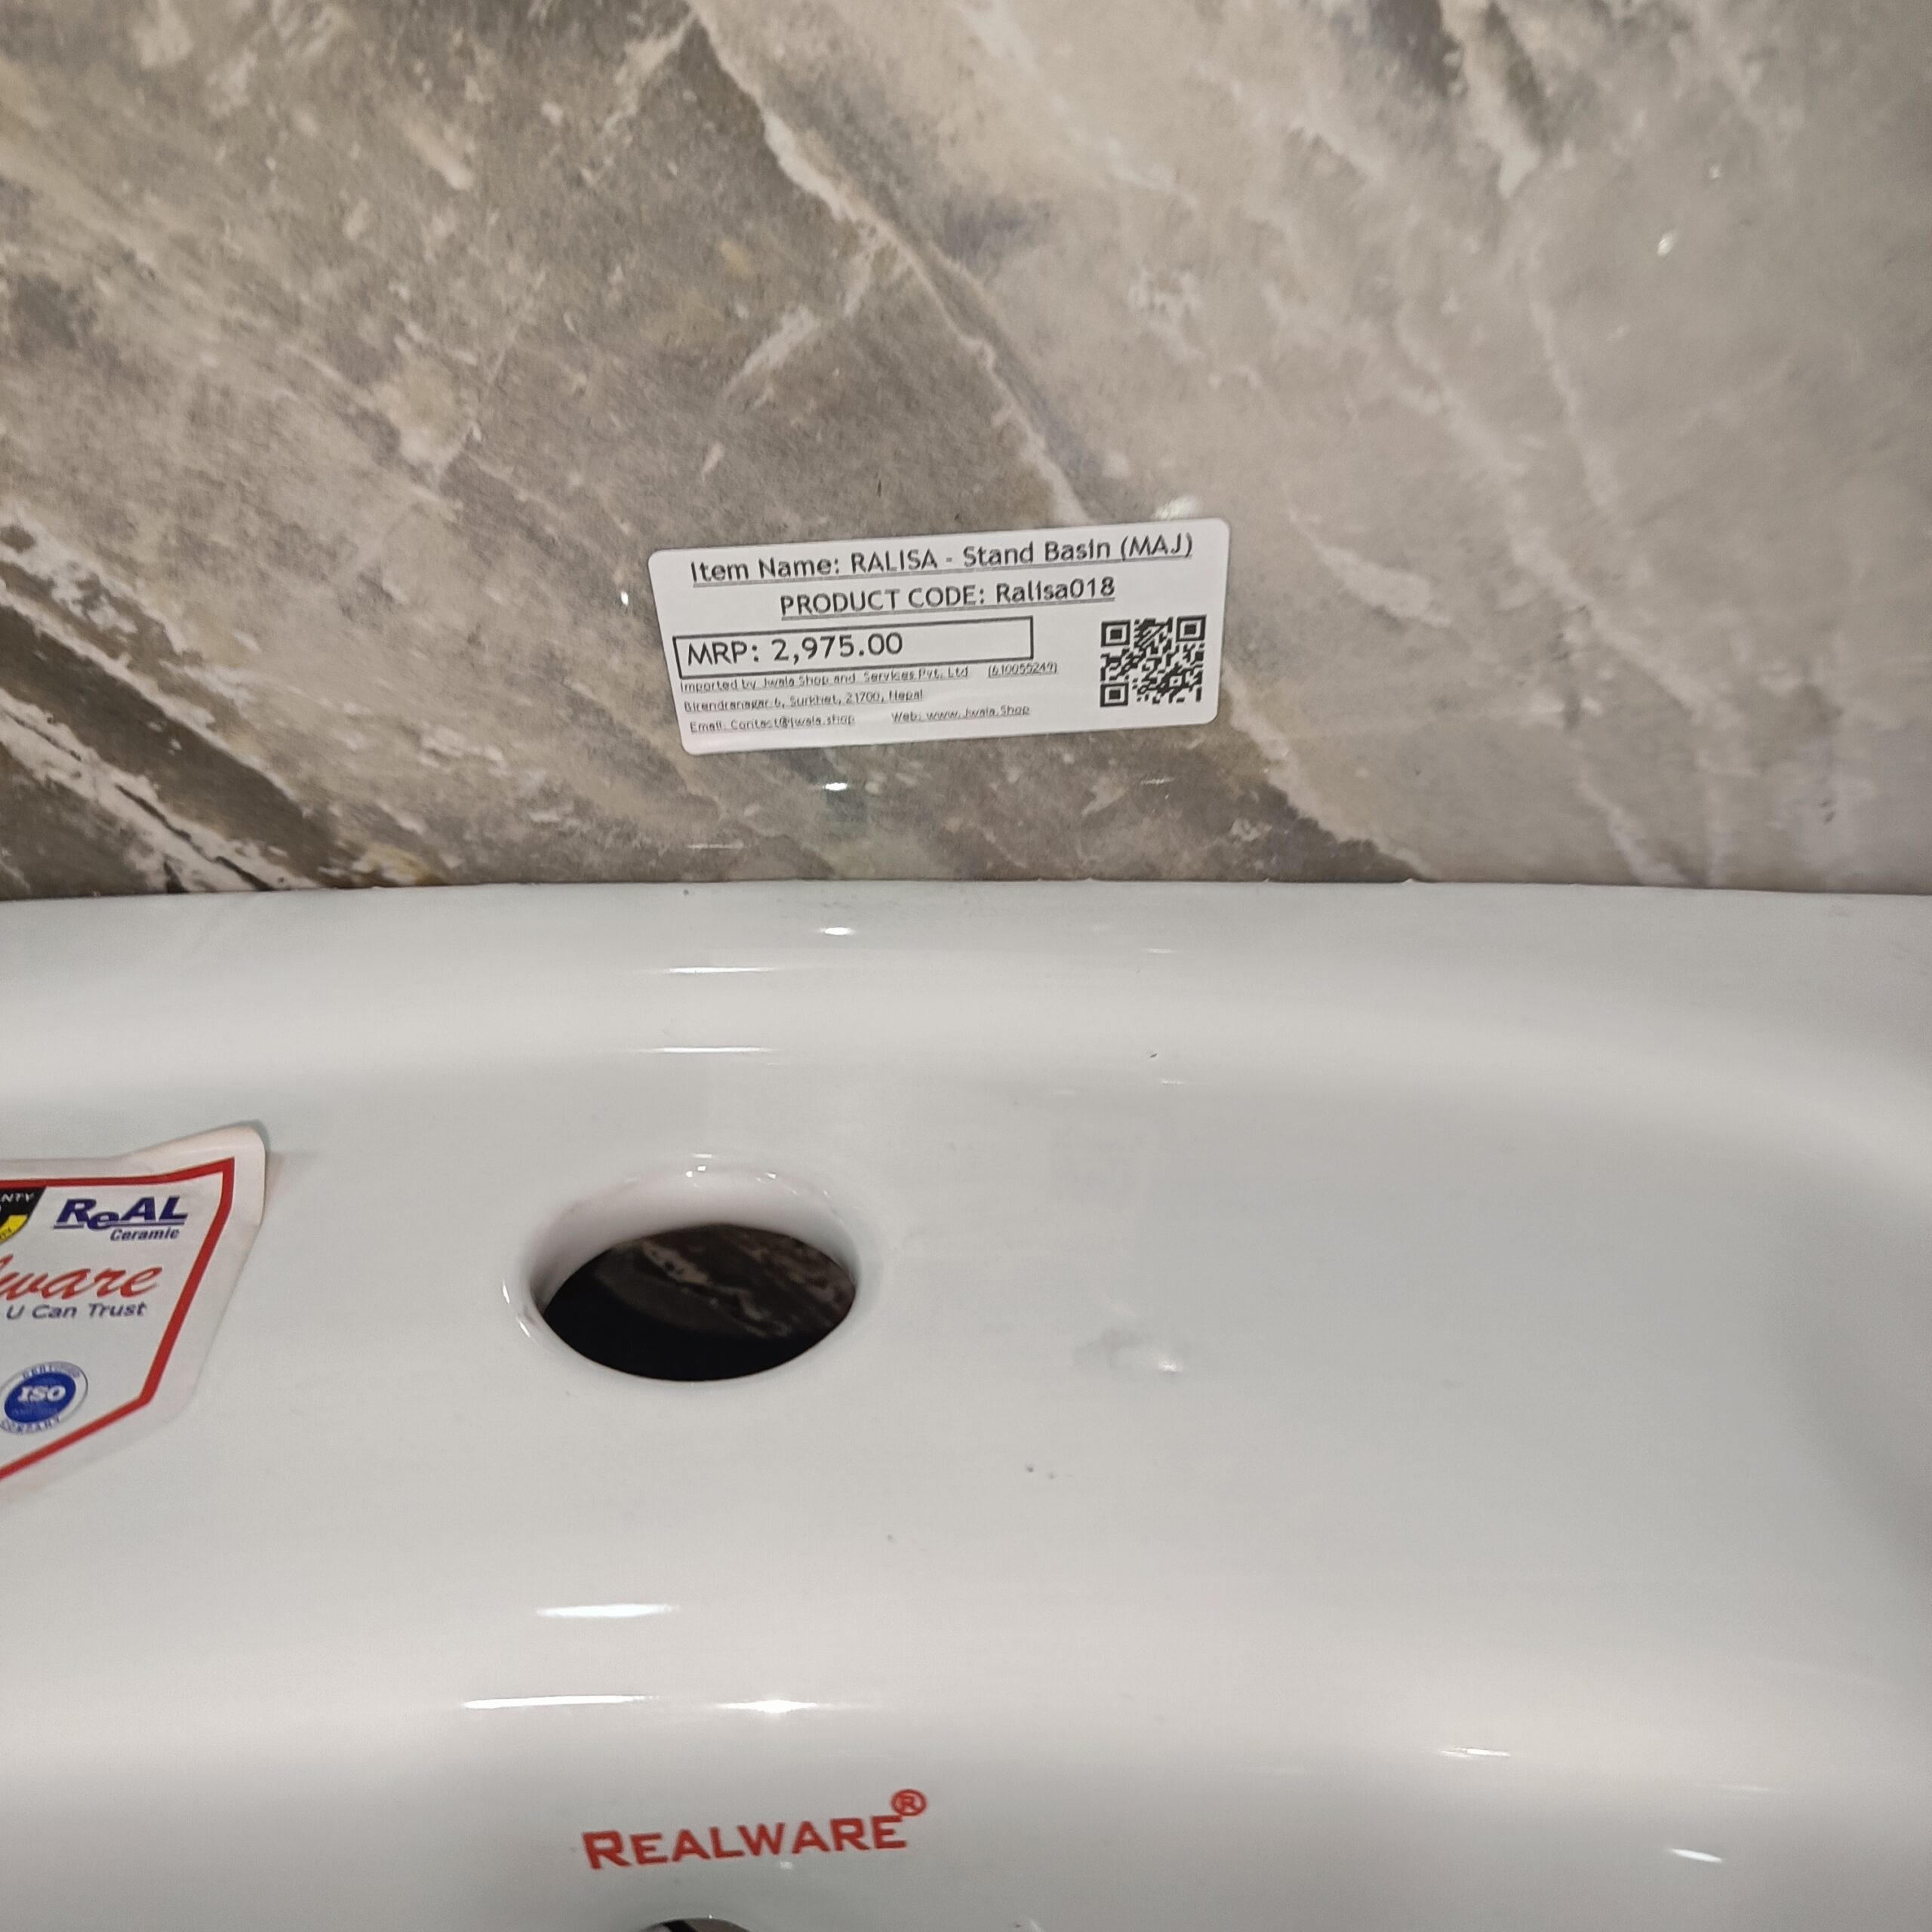 Item Name: RALISA - Stand Basin (MAJ)
PRODUCT CODE: Ralisa018
MRP: 2,975.00
Imported by Jwala Shop and Services Pvt. Ltd (610055249)
Birendranagar 6, Surkhet, 21700, Nepal
Email: Contact@jwala.shop Web: www.Jwala.Shop
ReAL
Ceramic
ware
U Can Trust
ISO
REALWARE®